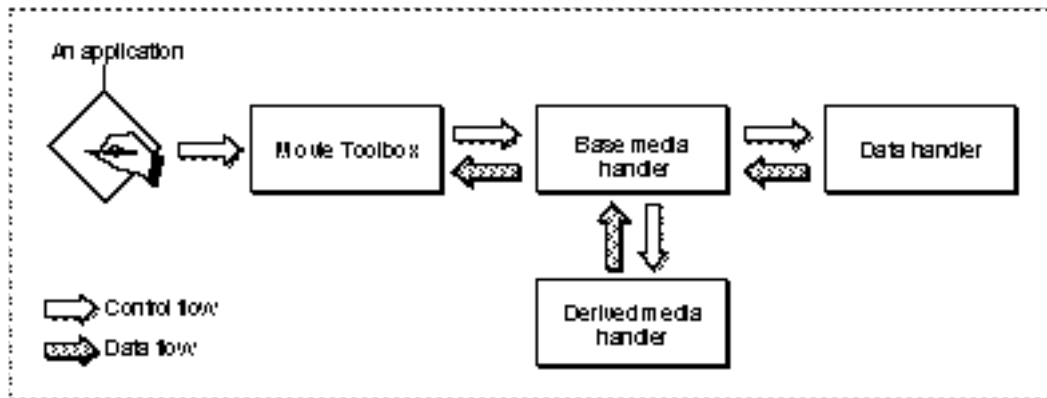 An application
Movie Toolbox
Base media
handler
Data handler
Derived media
handler
Control flow
Data flow